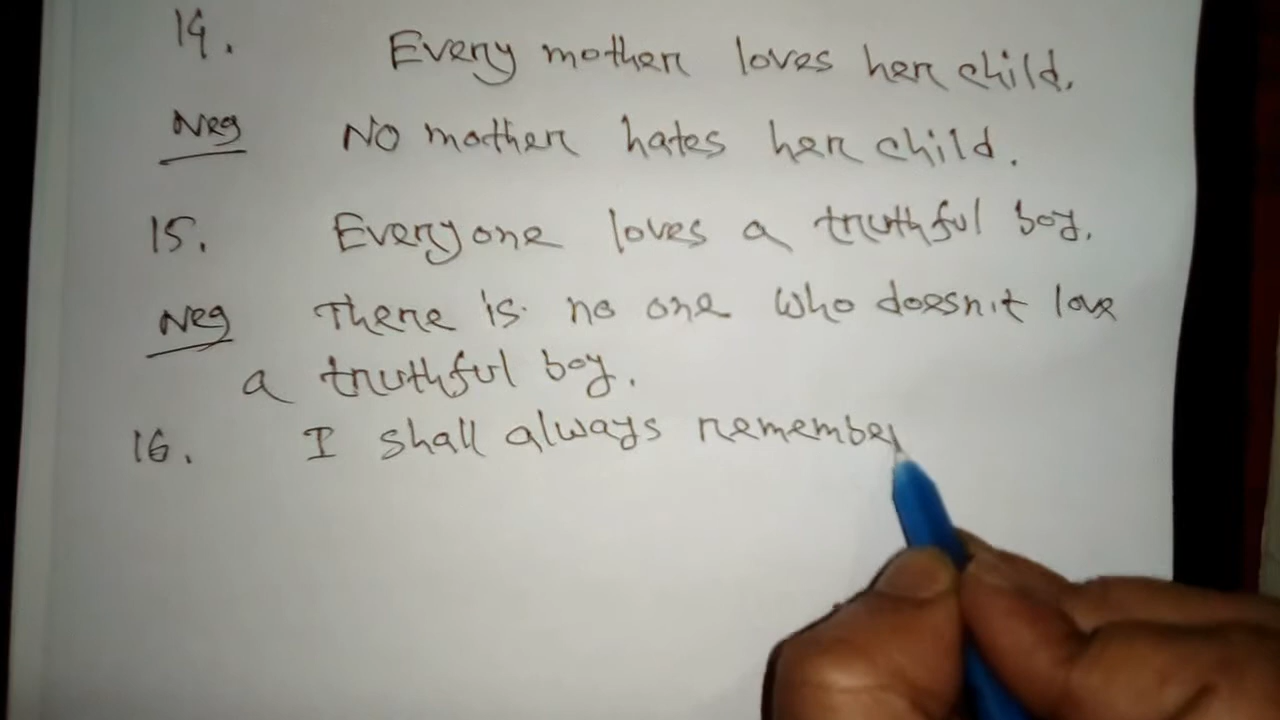 14. Every mother loves her child.
Neg No mother hates her child.
15. Everyone loves a truthful boy.
Neg There is no one who doesn't love
a truthful boy.
16. I shall always remember